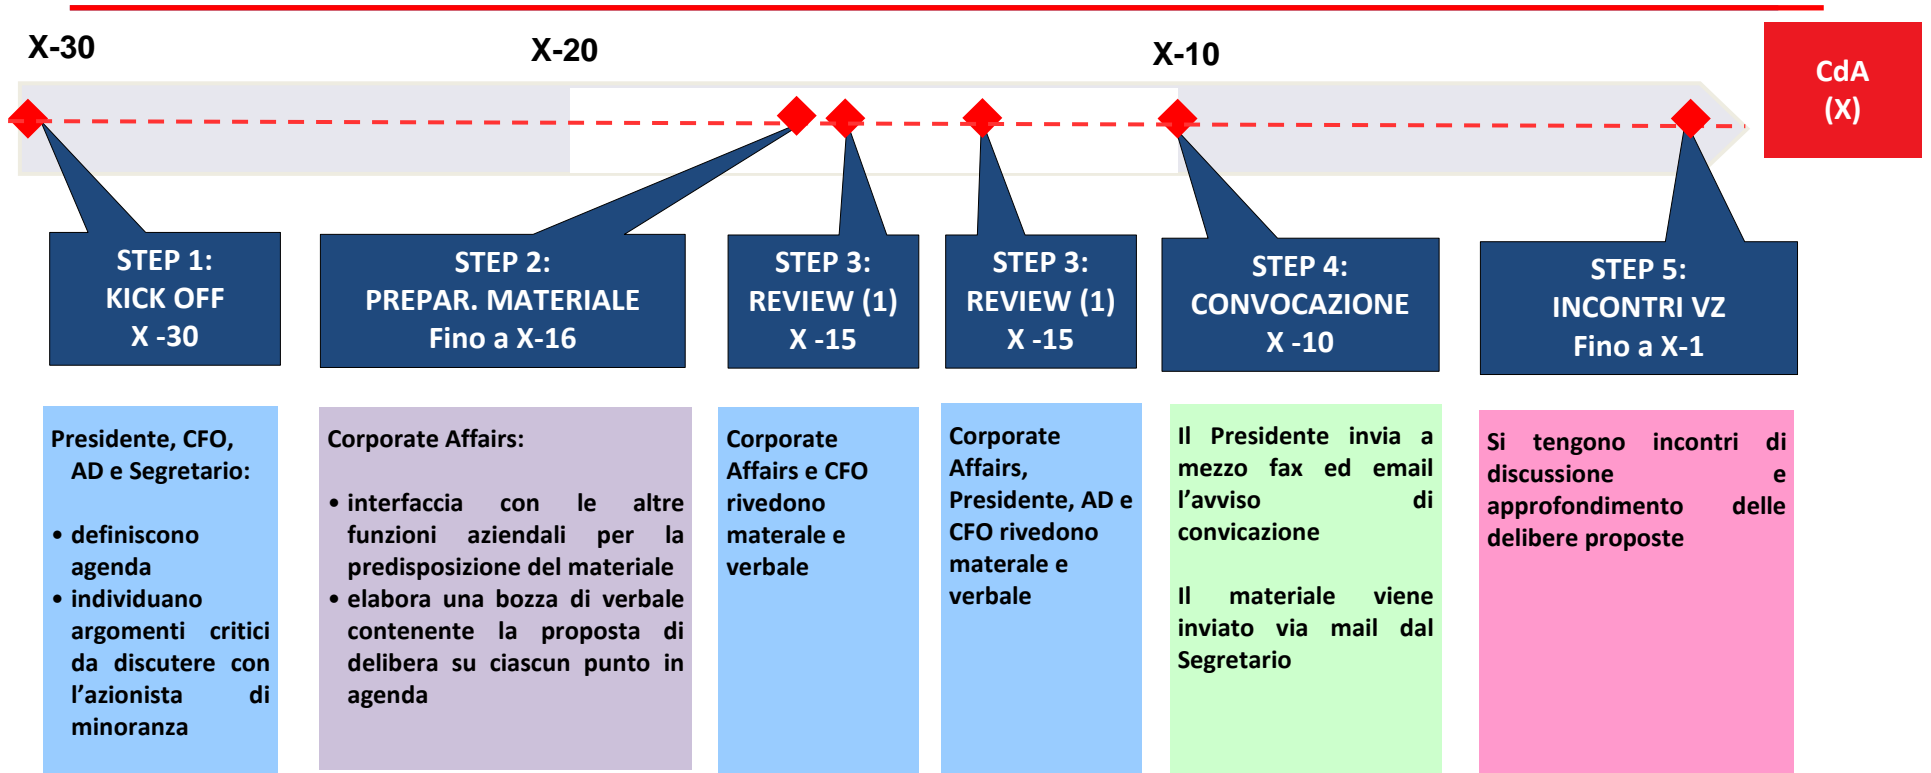 X-30
X-20
X-10
CdA
(X)
STEP 1:
KICK OFF
X -30
STEP 2:
PREPAR. MATERIALE
Fino a X-16
STEP 3:
REVIEW (1)
X -15
STEP 3:
REVIEW (1)
X -15
STEP 4:
CONVOCAZIONE
X -10
STEP 5:
INCONTRI VZ
Fino a X-1
Presidente, CFO,
AD e Segretario:
• definiscono
agenda
• individuano
argomenti critici
da discutere con
l’azionista di
minoranza
Corporate Affairs:
• interfaccia con le altre
funzioni aziendali per la
predisposizione del materiale
• elabora una bozza di verbale
contenente la proposta di
delibera su ciascun punto in
agenda
Corporate
Affairs e CFO
rivedono
materale e
verbale
Corporate
Affairs,
Presidente, AD e
CFO rivedono
materale e
verbale
Il Presidente invia a
mezzo fax ed email
l’avviso di
convicazione
Il materiale viene
inviato via mail dal
Segretario
Si tengono incontri di
discussione e
approfondimento delle
delibere proposte